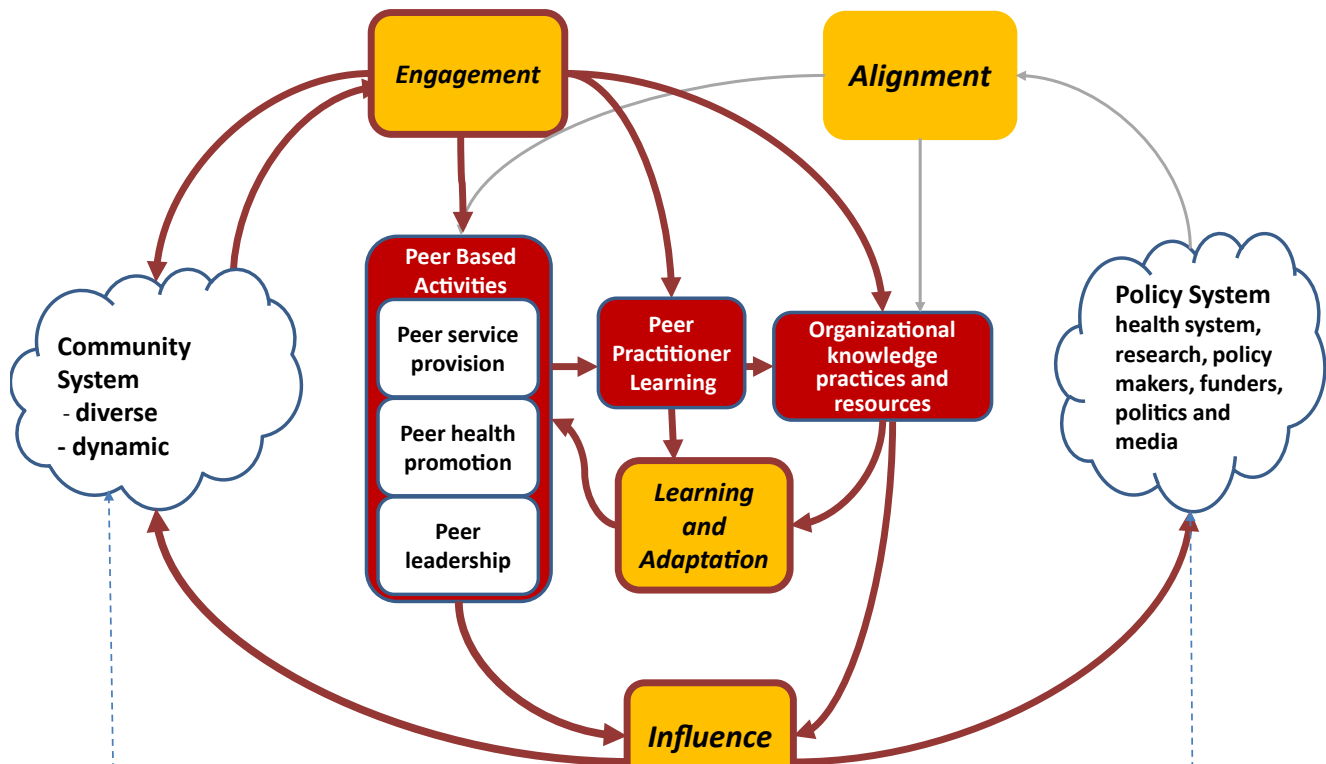 Engagement
Alignment
Peer Based
Activities
Peer service
provision
Peer health
promotion
Peer
leadership
Peer
Practitioner
Learning
Organizational
knowledge
practices and
resources
Community
System
- diverse
- dynamic
Policy System
health system,
research, policy
makers, funders,
politics and
media
Learning
and
Adaptation
Influence